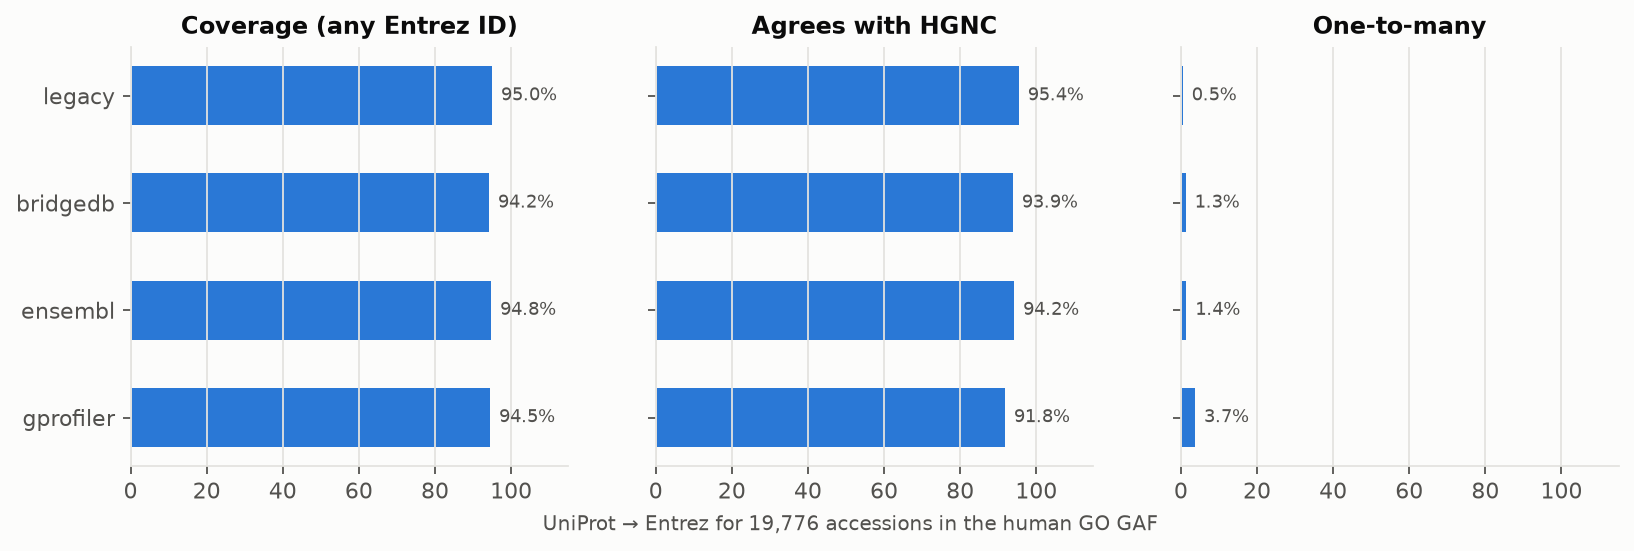 Coverage (any Entrez ID)
Agrees with HGNC
One-to-many
legacy 95.0% 95.4% 0.5%
bridgedb 94.2% 93.9% 1.3%
ensembl 94.8% 94.2% 1.4%
gprofiler 94.5% 91.8% 3.7%
0 20 40 60 80 100
0 20 40 60 80 100
0 20 40 60 80 100
UniProt → Entrez for 19,776 accessions in the human GO GAF